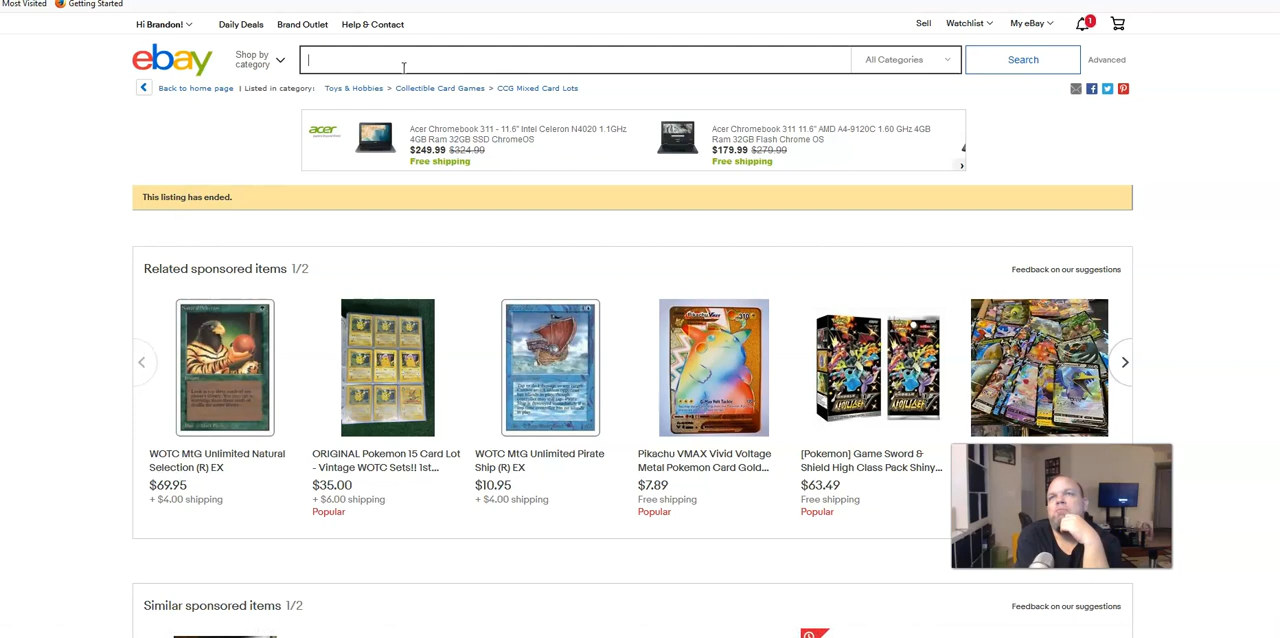 Most Visited Getting Started
Hi Brandon! Daily Deals Brand Outlet Help & Contact Sell Watchlist My eBay 1
ebay Shop by category All Categories Search Advanced
Back to home page | Listed in category: Toys & Hobbies > Collectible Card Games > CCG Mixed Card Lots
acer
Acer Chromebook 311 - 11.6" Intel Celeron N4020 1.1GHz
4GB Ram 32GB SSD ChromeOS
$249.99 $324.99
Free shipping
Acer Chromebook 311 11.6" AMD A4-9120C 1.60 GHz 4GB
Ram 32GB Flash Chrome OS
$179.99 $279.99
Free shipping
This listing has ended.
Related sponsored items 1/2
Feedback on our suggestions
WOTC MtG Unlimited Natural
Selection (R) EX
$69.95
+ $4.00 shipping
ORIGINAL Pokemon 15 Card Lot
- Vintage WOTC Sets!! 1st...
$35.00
+ $6.00 shipping
Popular
WOTC MtG Unlimited Pirate
Ship (R) EX
$10.95
+ $4.00 shipping
Pikachu VMAX Vivid Voltage
Metal Pokemon Card Gold...
$7.89
Free shipping
Popular
[Pokemon] Game Sword &
Shield High Class Pack Shiny...
$63.49
Free shipping
Popular
Similar sponsored items 1/2
Feedback on our suggestions